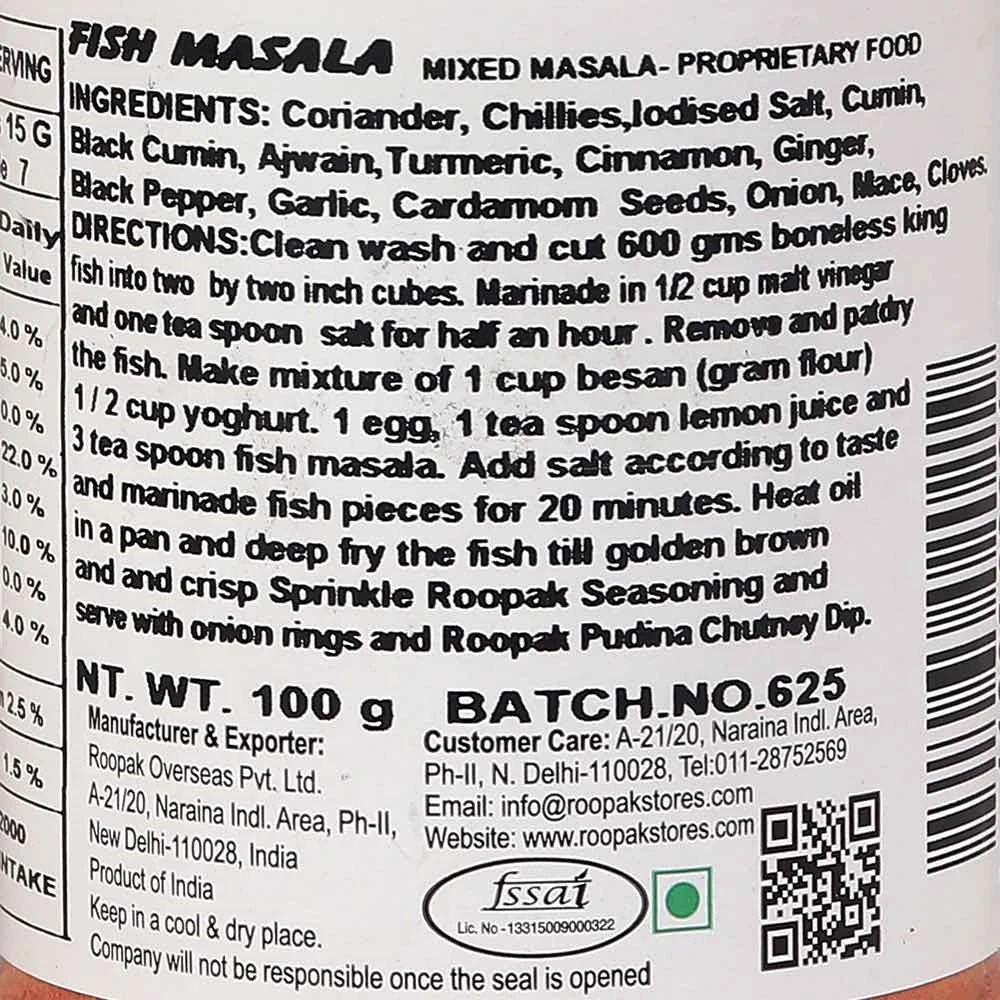 ERVING
15 G
7
Daily
Value
4.0 %
5.0 %
0.0 %
22.0 %
3.0 %
10.0 %
0.0 %
4.0 %
2.5 %
1.5 %
2000
NTAKE
FISH MASALA MIXED MASALA- PROPRIETARY FOOD
INGREDIENTS: Coriander, Chillies,Iodised Salt, Cumin,
Black Cumin, Ajwain, Turmeric, Cinnamon, Ginger,
Black Pepper, Garlic, Cardamom Seeds, Onion, Mace, Cloves.
DIRECTIONS:Clean wash and cut 600 gms boneless king
fish into two by two inch cubes. Marinade in 1/2 cup malt vinegar
and one tea spoon salt for half an hour . Remove and patdry
the fish. Make mixture of 1 cup besan (gram flour)
1/2 cup yoghurt. 1 egg, 1 tea spoon lemon juice and
3 tea spoon fish masala. Add salt according to taste
and marinade fish pieces for 20 minutes. Heat oil
in a pan and deep fry the fish till golden brown
and and crisp Sprinkle Roopak Seasoning and
serve with onion rings and Roopak Pudina Chutney Dip.
NT. WT. 100 g BATCH.NO.625
Manufacturer & Exporter:
Roopak Overseas Pvt. Ltd.
A-21/20, Naraina Indl. Area, Ph-II,
New Delhi-110028, India
Product of India
Keep in a cool & dry place.
Company will not be responsible once the seal is opened
Customer Care: A-21/20, Naraina Indl. Area,
Ph-II, N. Delhi-110028, Tel:011-28752569
Email: info@roopakstores.com
Website: www.roopakstores.com
fssai
Lic. No -13315009000322